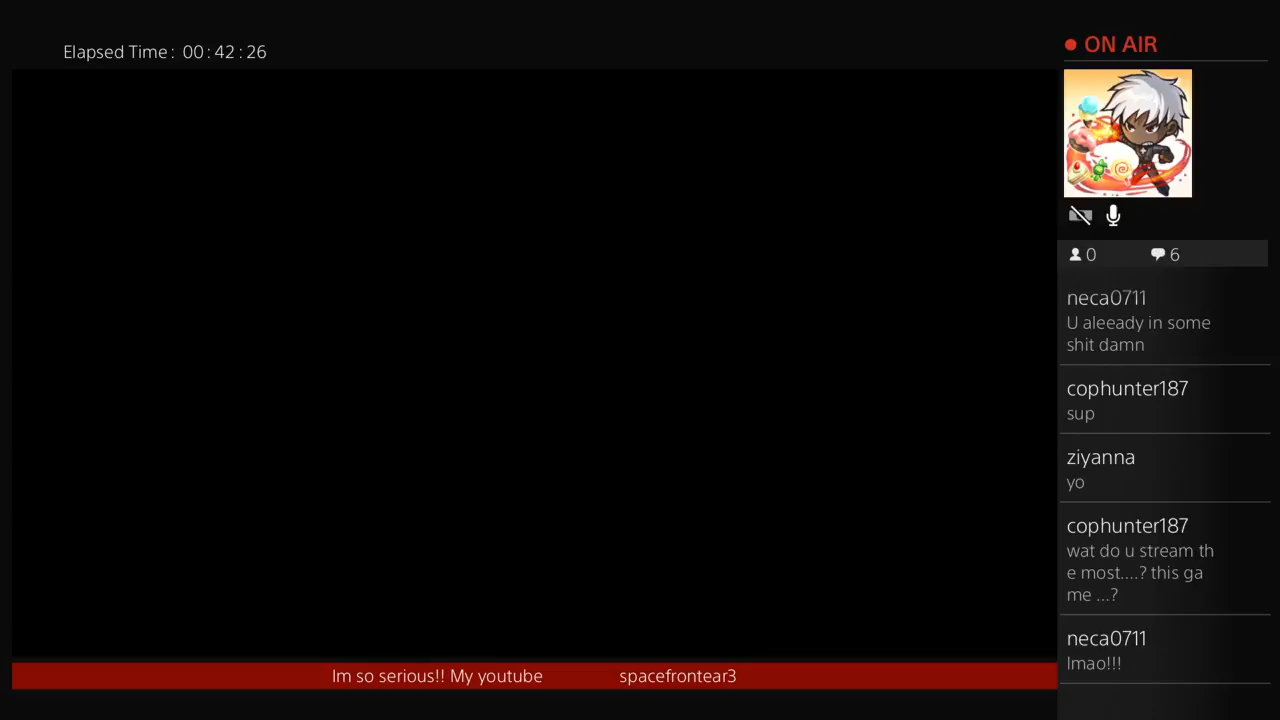 Elapsed Time: 00:42:26
ON AIR
0 6
neca0711
U aleeady in some
shit damn
cophunter187
sup
ziyanna
yo
cophunter187
wat do u stream th
e most....? this ga
me ...?
neca0711
lmao!!!
Im so serious!! My youtube spacefrontear3